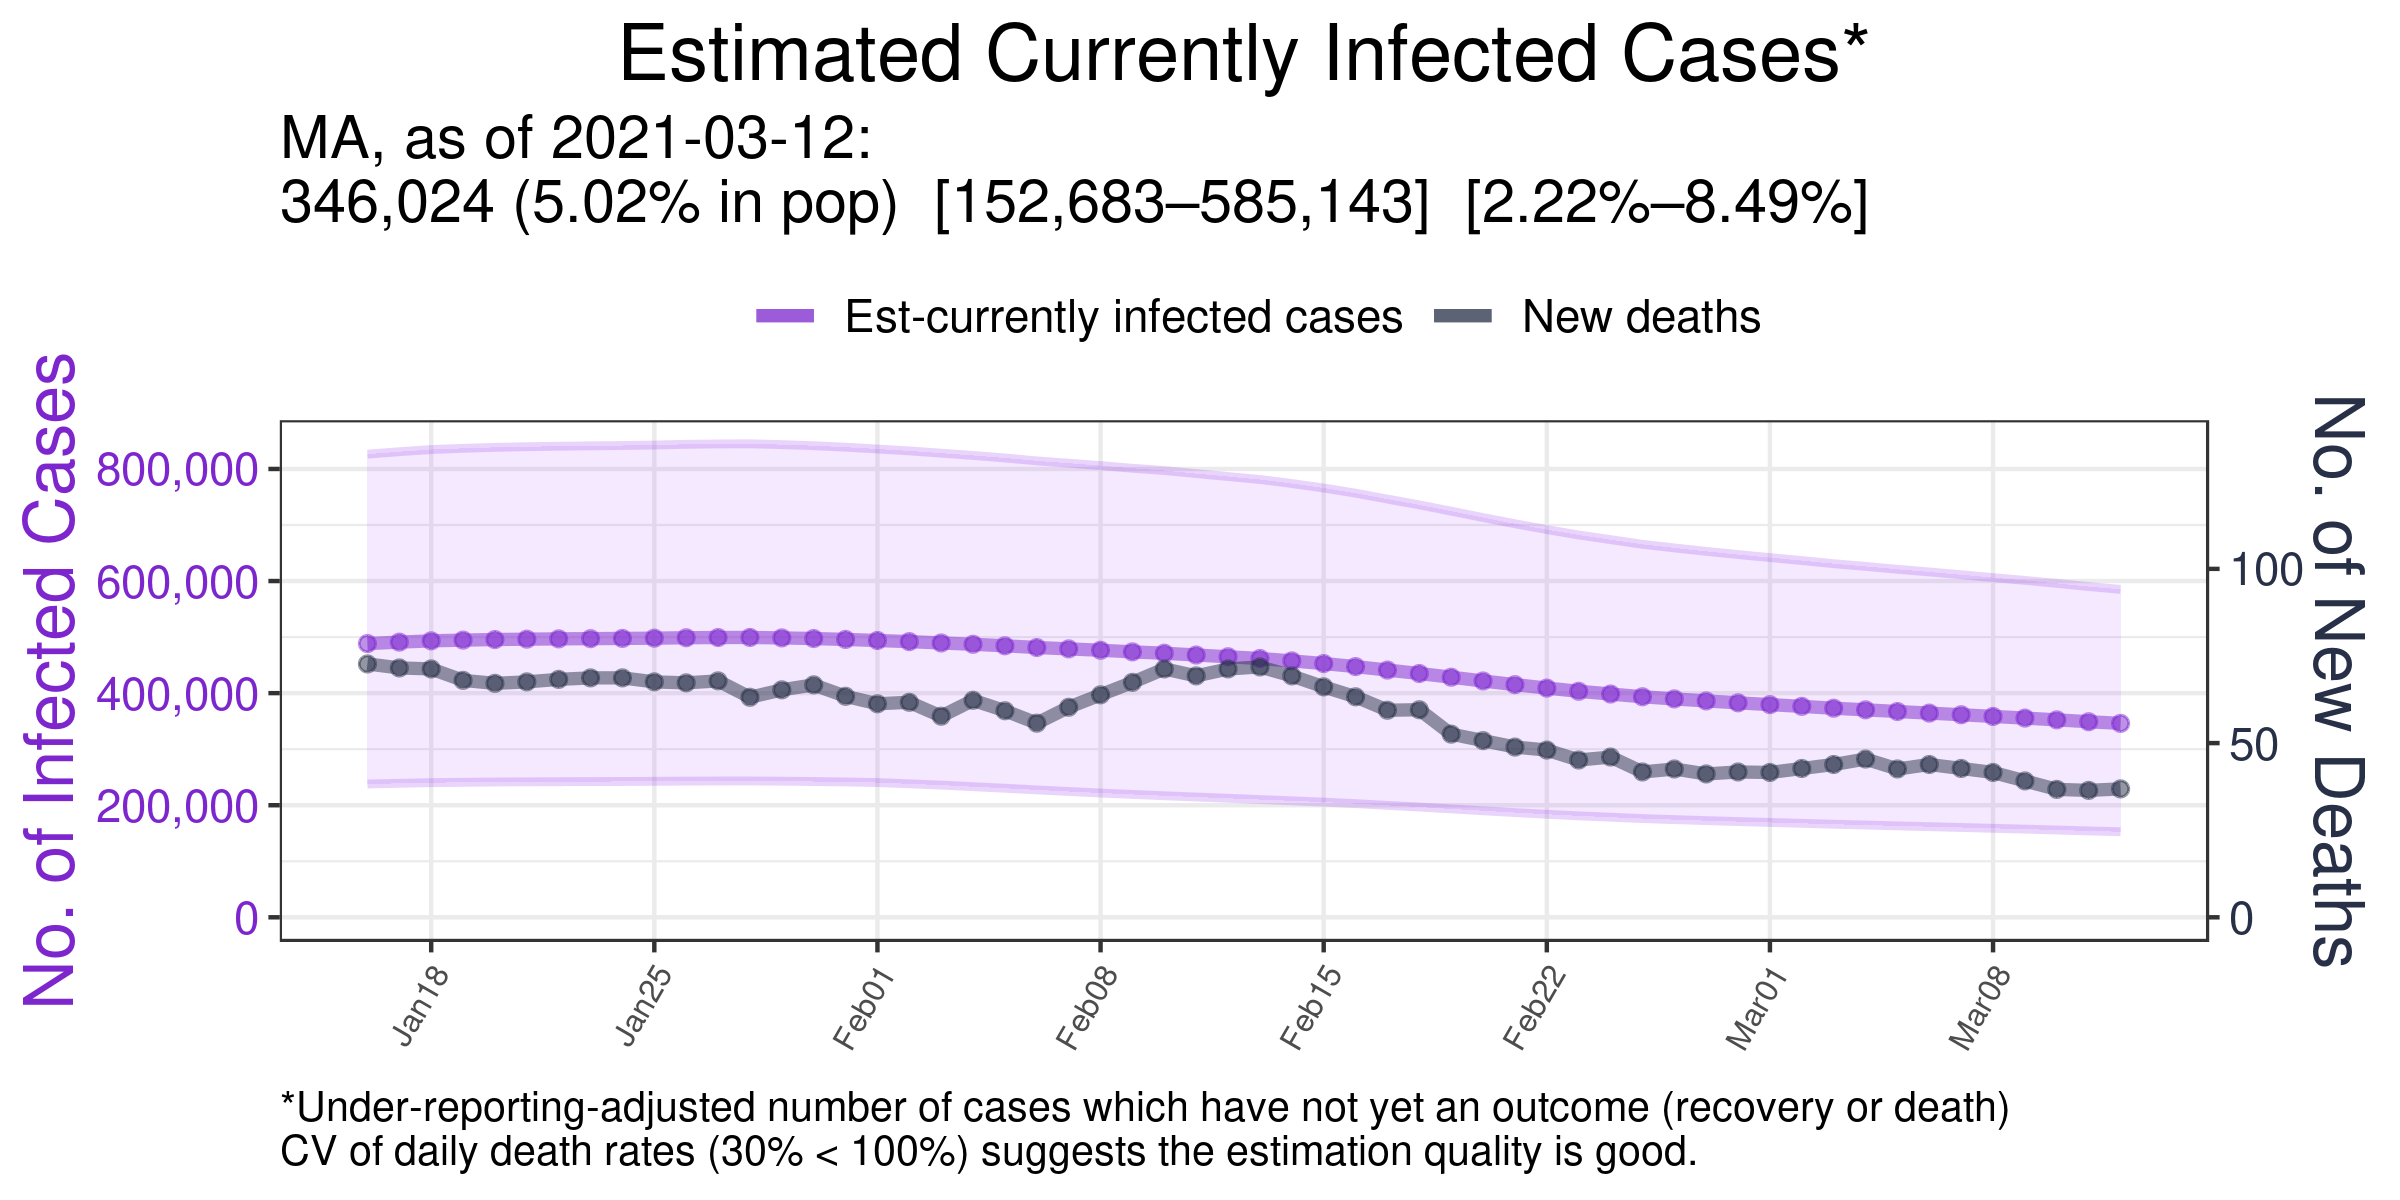 Estimated Currently Infected Cases*
MA, as of 2021-03-12:
346,024 (5.02% in pop)  [152,683–585,143]  [2.22%–8.49%]
Est-currently infected cases
New deaths
No. of Infected Cases
800,000
600,000
400,000
200,000
0
No. of New Deaths
100
50
0
Jan18
Jan25
Feb01
Feb08
Feb15
Feb22
Mar01
Mar08
*Under-reporting-adjusted number of cases which have not yet an outcome (recovery or death)
CV of daily death rates (30% < 100%) suggests the estimation quality is good.